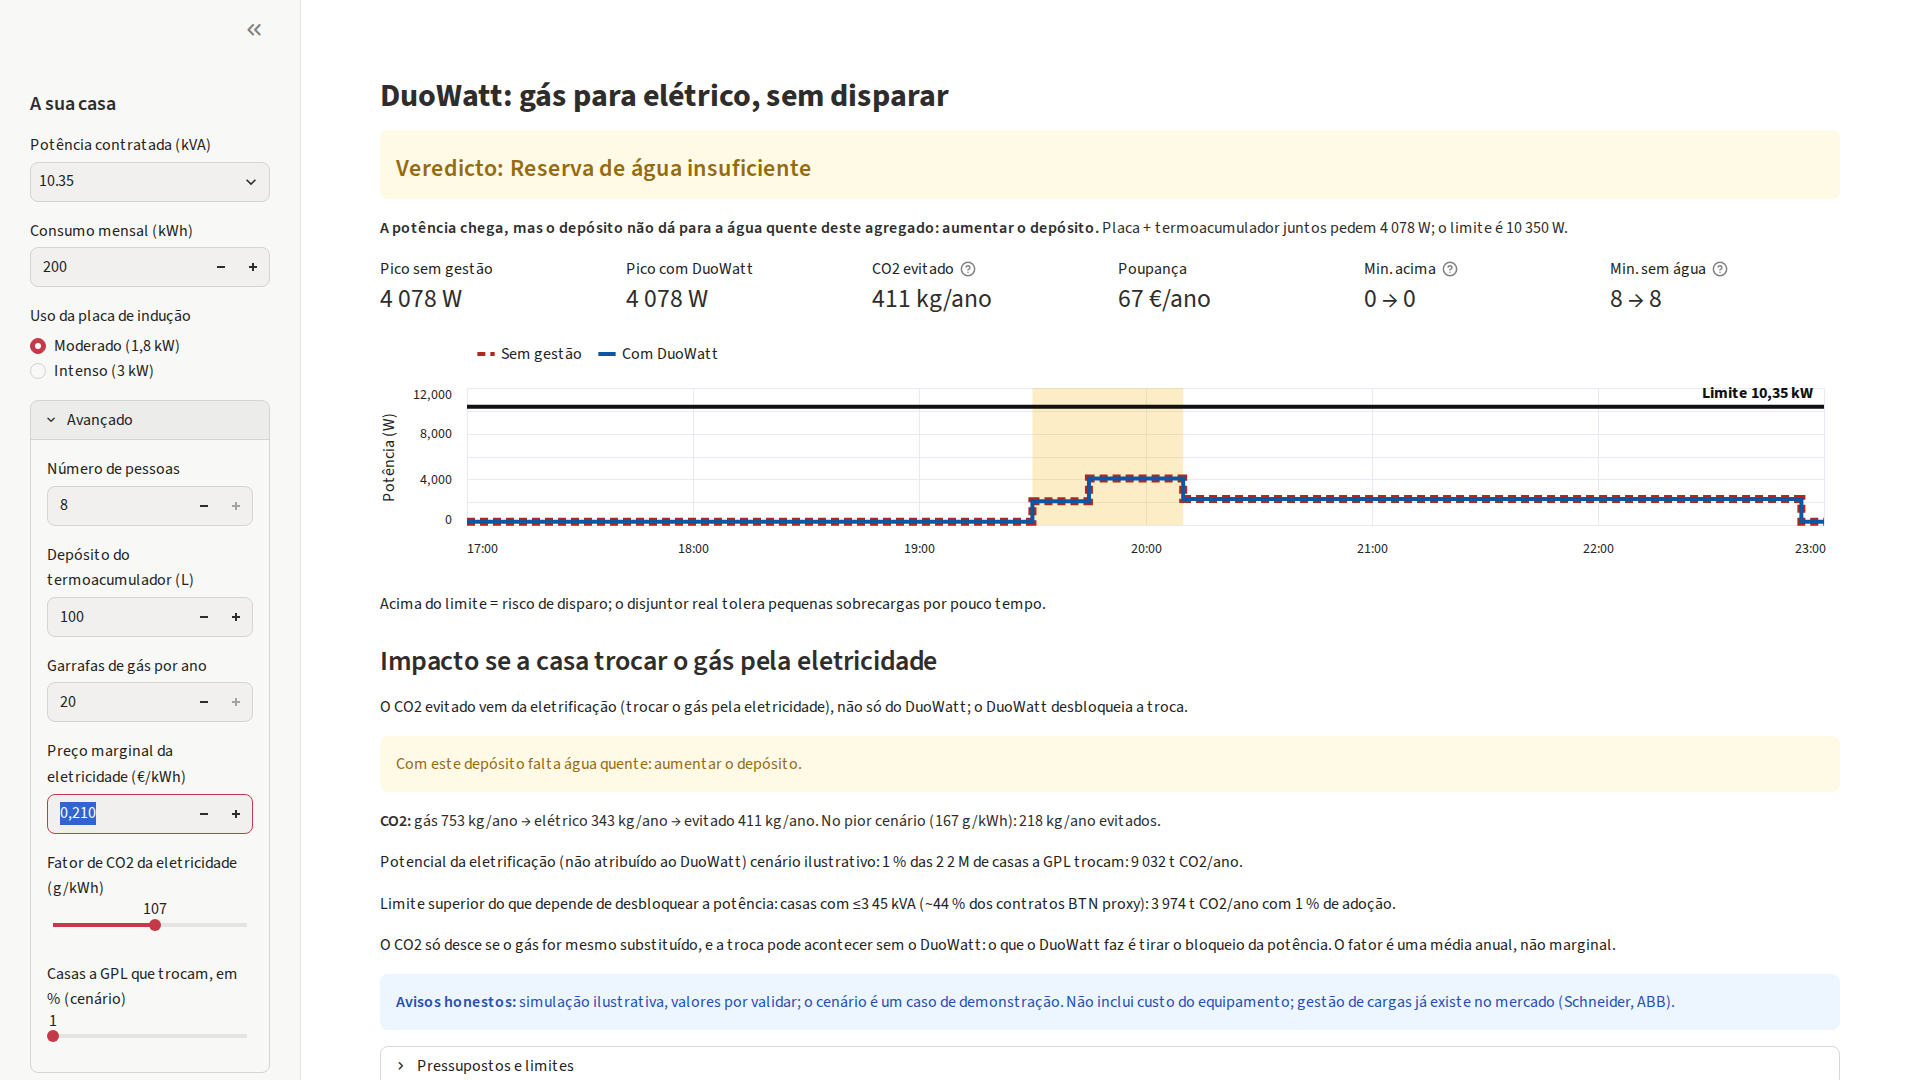 A sua casa
Potência contratada (kVA)
10.35
Consumo mensal (kWh)
200
Uso da placa de indução
Moderado (1,8 kW)
Intenso (3 kW)
Avançado
Número de pessoas
8
Depósito do
termoacumulador (L)
100
Garrafas de gás por ano
20
Preço marginal da
eletricidade (€/kWh)
0,210
Fator de CO2 da eletricidade
(g/kWh)
107
Casas a GPL que trocam, em
% (cenário)
1
DuoWatt: gás para elétrico, sem disparar
Veredicto: Reserva de água insuficiente
A potência chega, mas o depósito não dá para a água quente deste agregado: aumentar o depósito. Placa + termoacumulador juntos pedem 4 078 W; o limite é 10 350 W.
Pico sem gestão
4 078 W
Pico com DuoWatt
4 078 W
CO2 evitado
411 kg/ano
Poupança
67 €/ano
Min. acima
0 → 0
Min. sem água
8 → 8
Sem gestão
Com DuoWatt
Limite 10,35 kW
Potência (W)
12,000
8,000
4,000
0
17:00 18:00 19:00 20:00 21:00 22:00 23:00
Acima do limite = risco de disparo; o disjuntor real tolera pequenas sobrecargas por pouco tempo.
Impacto se a casa trocar o gás pela eletricidade
O CO2 evitado vem da eletrificação (trocar o gás pela eletricidade), não só do DuoWatt; o DuoWatt desbloqueia a troca.
Com este depósito falta água quente: aumentar o depósito.
CO2: gás 753 kg/ano → elétrico 343 kg/ano → evitado 411 kg/ano. No pior cenário (167 g/kWh): 218 kg/ano evitados.
Potencial da eletrificação (não atribuído ao DuoWatt) cenário ilustrativo: 1 % das 2 2 M de casas a GPL trocam: 9 032 t CO2/ano.
Limite superior do que depende de desbloquear a potência: casas com ≤3 45 kVA (~44 % dos contratos BTN proxy): 3 974 t CO2/ano com 1 % de adoção.
O CO2 só desce se o gás for mesmo substituído, e a troca pode acontecer sem o DuoWatt: o que o DuoWatt faz é tirar o bloqueio da potência. O fator é uma média anual, não marginal.
Avisos honestos: simulação ilustrativa, valores por validar; o cenário é um caso de demonstração. Não inclui custo do equipamento; gestão de cargas já existe no mercado (Schneider, ABB).
Pressupostos e limites